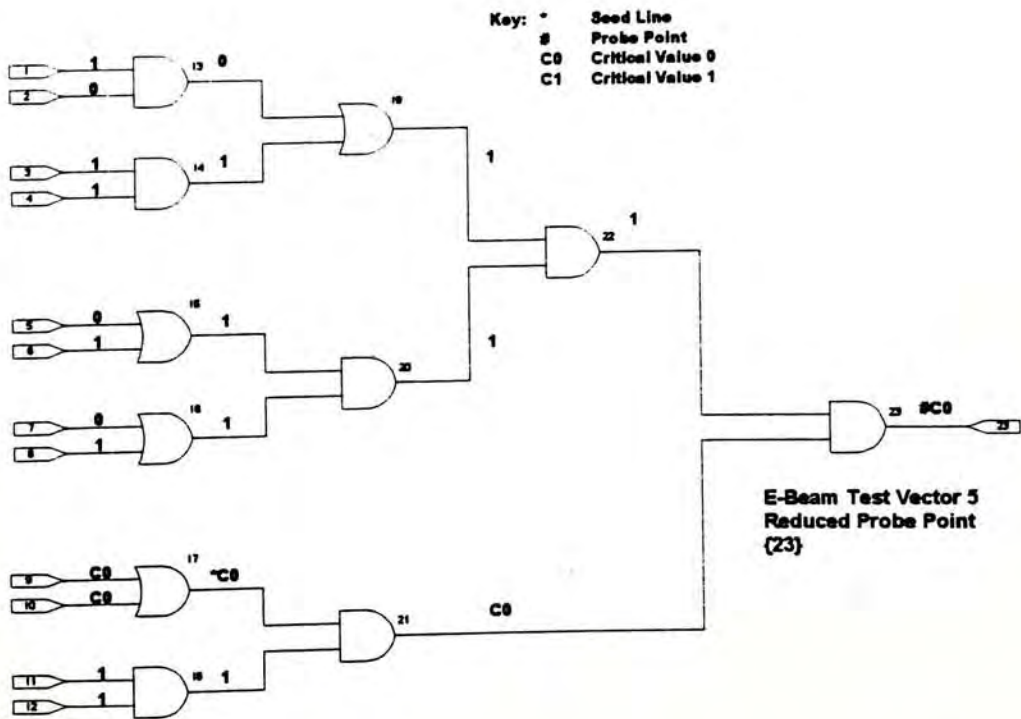 Key: * Seed Line
# Probe Point
C0 Critical Value 0
C1 Critical Value 1
1 1 13 0
2 0
19
3 1 14 1
4 1
1
22 1
5 0 15 1
6 1
20 1
7 0 16 1
8 1
23 #C0 23
E-Beam Test Vector 5
Reduced Probe Point
{23}
9 C0 17 *C0
10 C0
21 C0
11 1 18 1
12 1